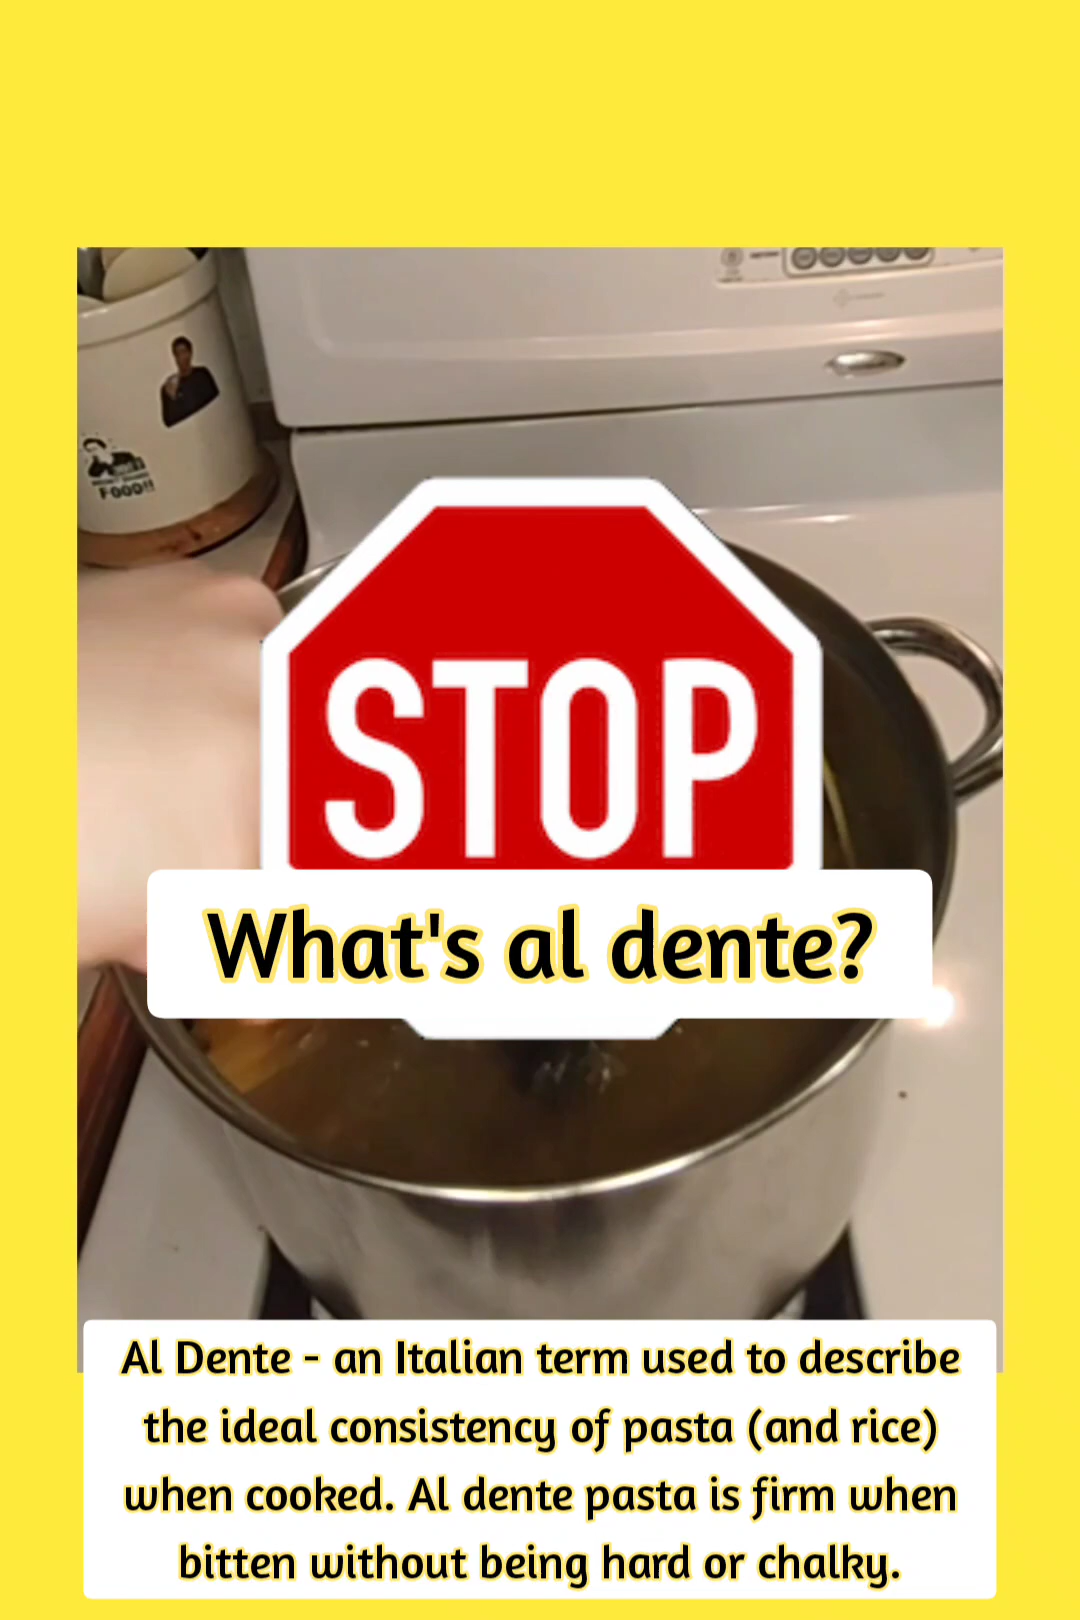 FOOD!!
STOP
What's al dente?
Al Dente - an Italian term used to describe
the ideal consistency of pasta (and rice)
when cooked. Al dente pasta is firm when
bitten without being hard or chalky.